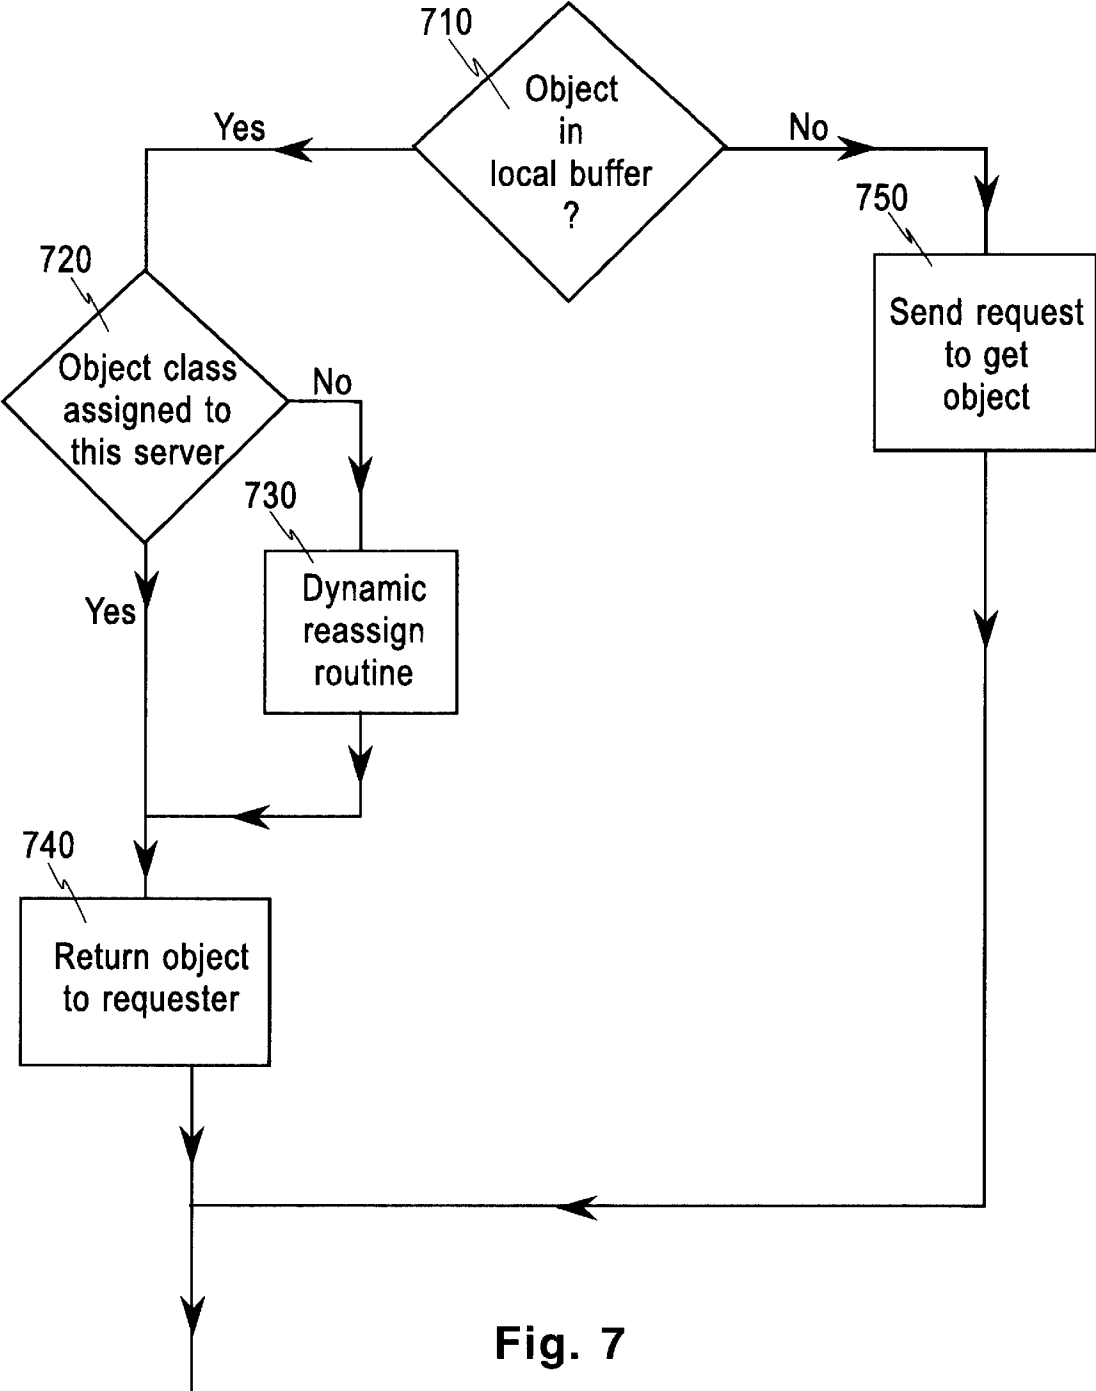 710
Object
in
local buffer
?
Yes
No
750
Send request
to get
object
720
Object class
assigned to
this server
No
Yes
730
Dynamic
reassign
routine
740
Return object
to requester
Fig. 7